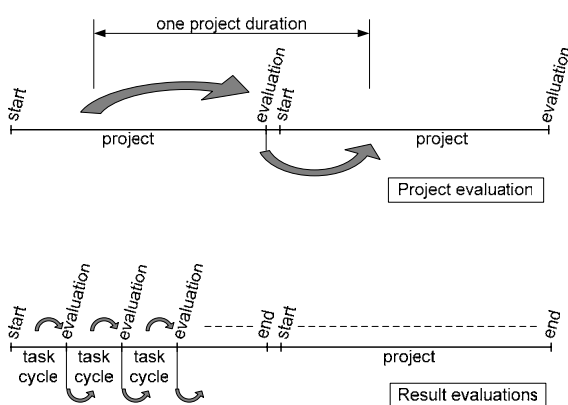 one project duration
start
evaluation
start
evaluation
project
project
Project evaluation
start
evaluation
evaluation
evaluation
end
start
end
task
cycle
task
cycle
task
cycle
project
Result evaluations